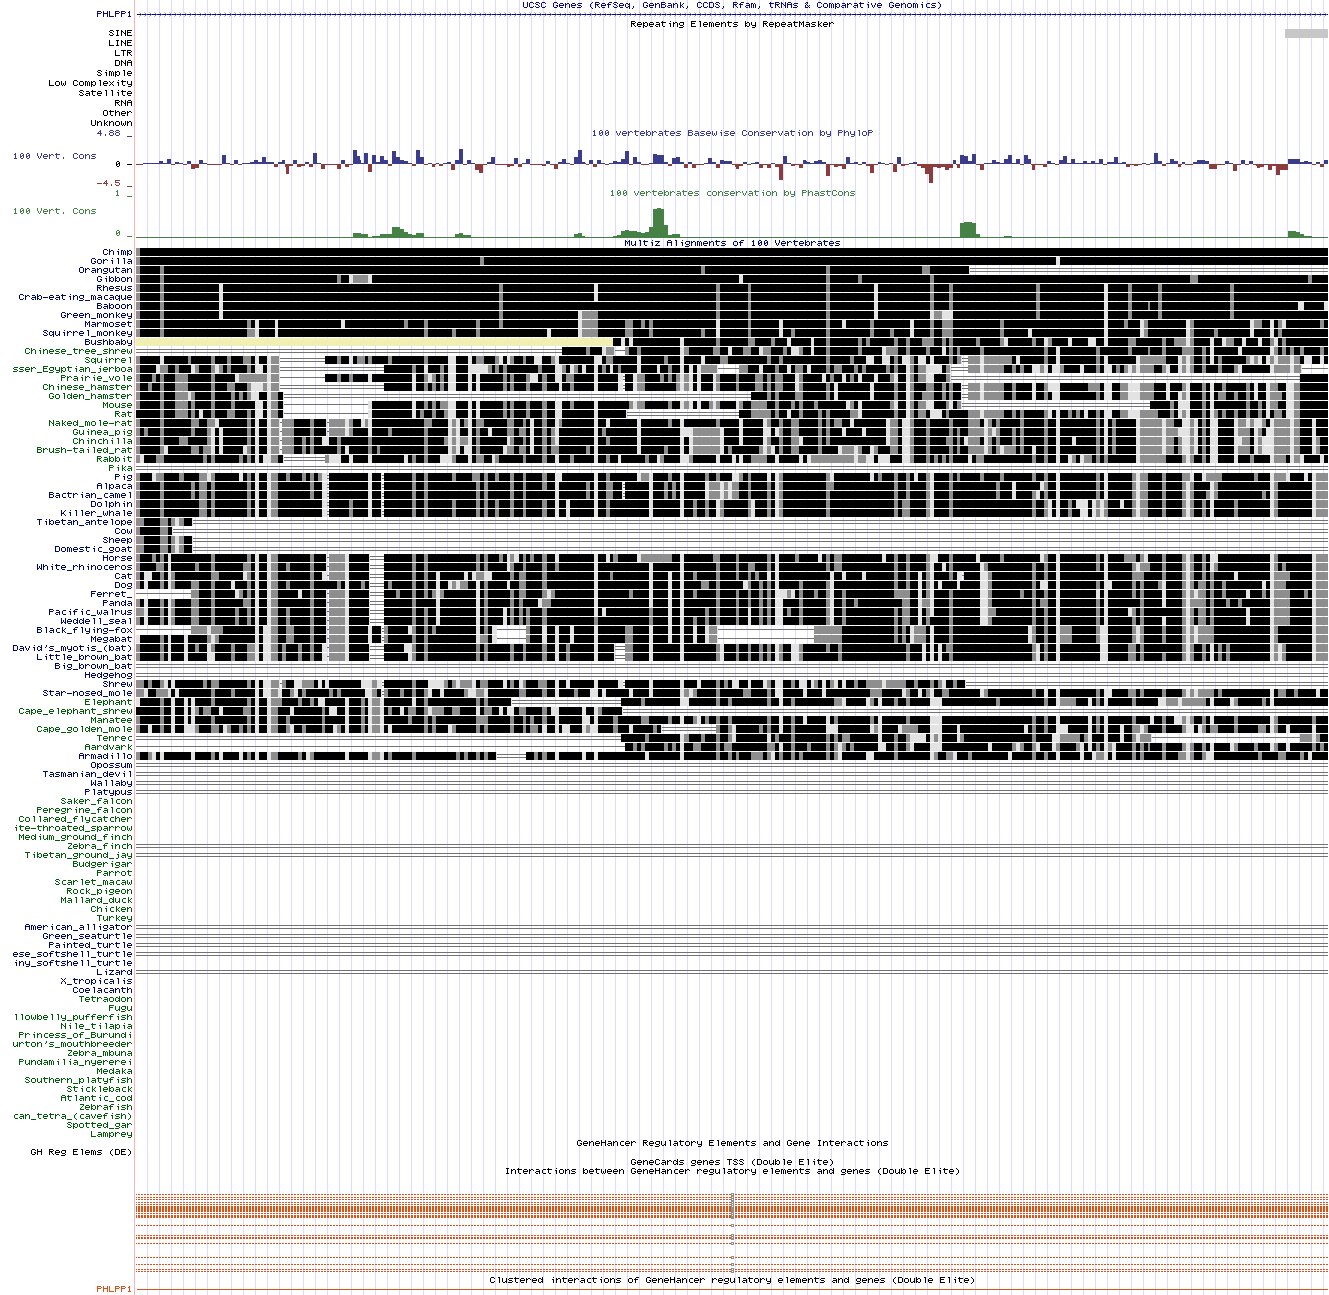 UCSC Genes (RefSeq, GenBank, CCDS, Rfam, tRNAs & Comparative Genomics)
PHLPP1
Repeating Elements by RepeatMasker
SINE
LINE
LTR
DNA
Simple
Low Complexity
Satellite
RNA
Other
Unknown
4.88 _
100 vertebrates Basewise Conservation by PhyloP
100 Vert. Cons
0 _
-4.5 _
100 vertebrates conservation by PhastCons
1 _
100 Vert. Cons
0 _
Multiz Alignments of 100 Vertebrates
Chimp
Gorilla
Orangutan
Gibbon
Rhesus
Crab-eating_macaque
Baboon
Green_monkey
Marmoset
Squirrel_monkey
Bushbaby
Chinese_tree_shrew
Squirrel
sser_Egyptian_jerboa
Prairie_vole
Chinese_hamster
Golden_hamster
Mouse
Rat
Naked_mole-rat
Guinea_pig
Chinchilla
Brush-tailed_rat
Rabbit
Pika
Pig
Alpaca
Bactrian_camel
Dolphin
Killer_whale
Tibetan_antelope
Cow
Sheep
Domestic_goat
Horse
White_rhinoceros
Cat
Dog
Ferret_
Panda
Pacific_walrus
Weddell_seal
Black_flying-fox
Megabat
David's_myotis_(bat)
Little_brown_bat
Big_brown_bat
Hedgehog
Shrew
Star-nosed_mole
Elephant
Cape_elephant_shrew
Manatee
Cape_golden_mole
Tenrec
Aardvark
Armadillo
Opossum
Tasmanian_devil
Wallaby
Platypus
Saker_falcon
Peregrine_falcon
Collared_flycatcher
ite-throated_sparrow
Medium_ground_finch
Zebra_finch
Tibetan_ground_jay
Budgerigar
Parrot
Scarlet_macaw
Rock_pigeon
Mallard_duck
Chicken
Turkey
American_alligator
Green_seaturtle
Painted_turtle
ese_softshell_turtle
iny_softshell_turtle
Lizard
X_tropicalis
Coelacanth
Tetraodon
Fugu
llowbelly_pufferfish
Nile_tilapia
Princess_of_Burundi
urton's_mouthbreeder
Zebra_mbuna
Pundamilia_nyererei
Medaka
Southern_platyfish
Stickleback
Atlantic_cod
Zebrafish
can_tetra_(cavefish)
Spotted_gar
Lamprey
GeneHancer Regulatory Elements and Gene Interactions
GH Reg Elems (DE)
GeneCards genes TSS (Double Elite)
Interactions between GeneHancer regulatory elements and genes (Double Elite)
Clustered interactions of GeneHancer regulatory elements and genes (Double Elite)
PHLPP1